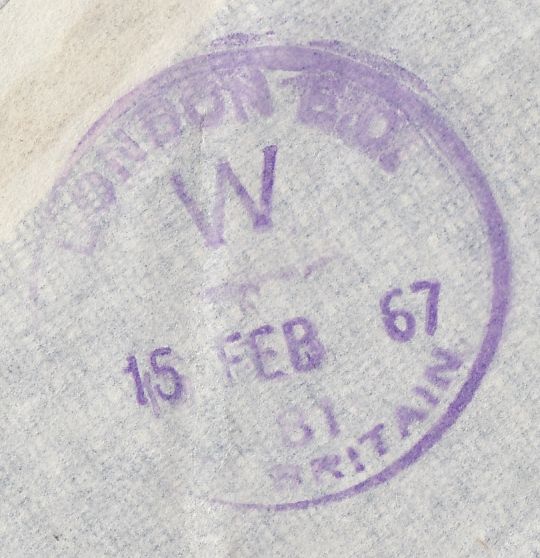 LONDON E.D.
W
15 FEB 67
81
BRITAIN.